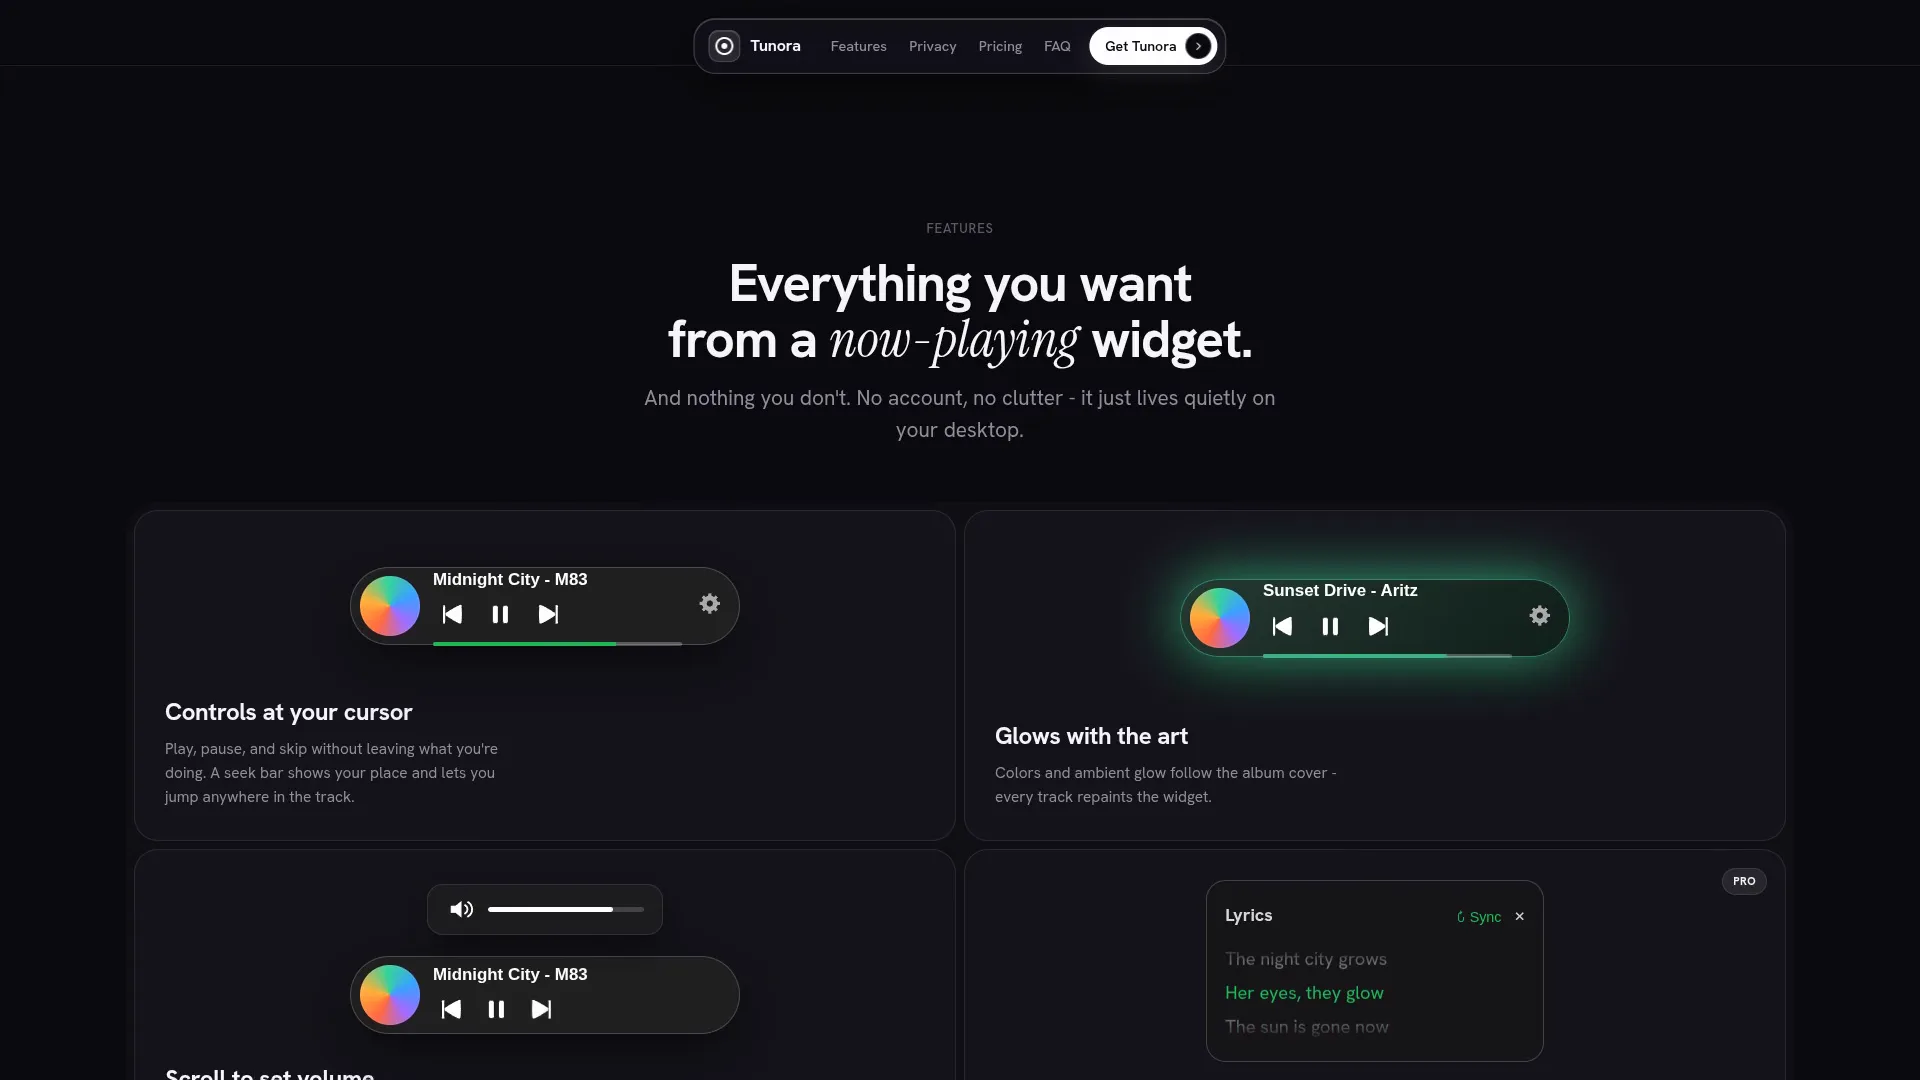 Tunora
Features
Privacy
Pricing
FAQ
Get Tunora
FEATURES
Everything you want
from a now-playing widget.
And nothing you don't. No account, no clutter - it just lives quietly on
your desktop.
Midnight City - M83
Controls at your cursor
Play, pause, and skip without leaving what you're
doing. A seek bar shows your place and lets you
jump anywhere in the track.
Sunset Drive - Aritz
Glows with the art
Colors and ambient glow follow the album cover -
every track repaints the widget.
Midnight City - M83
Scroll to set volume
PRO
Lyrics
Sync
The night city grows
Her eyes, they glow
The sun is gone now